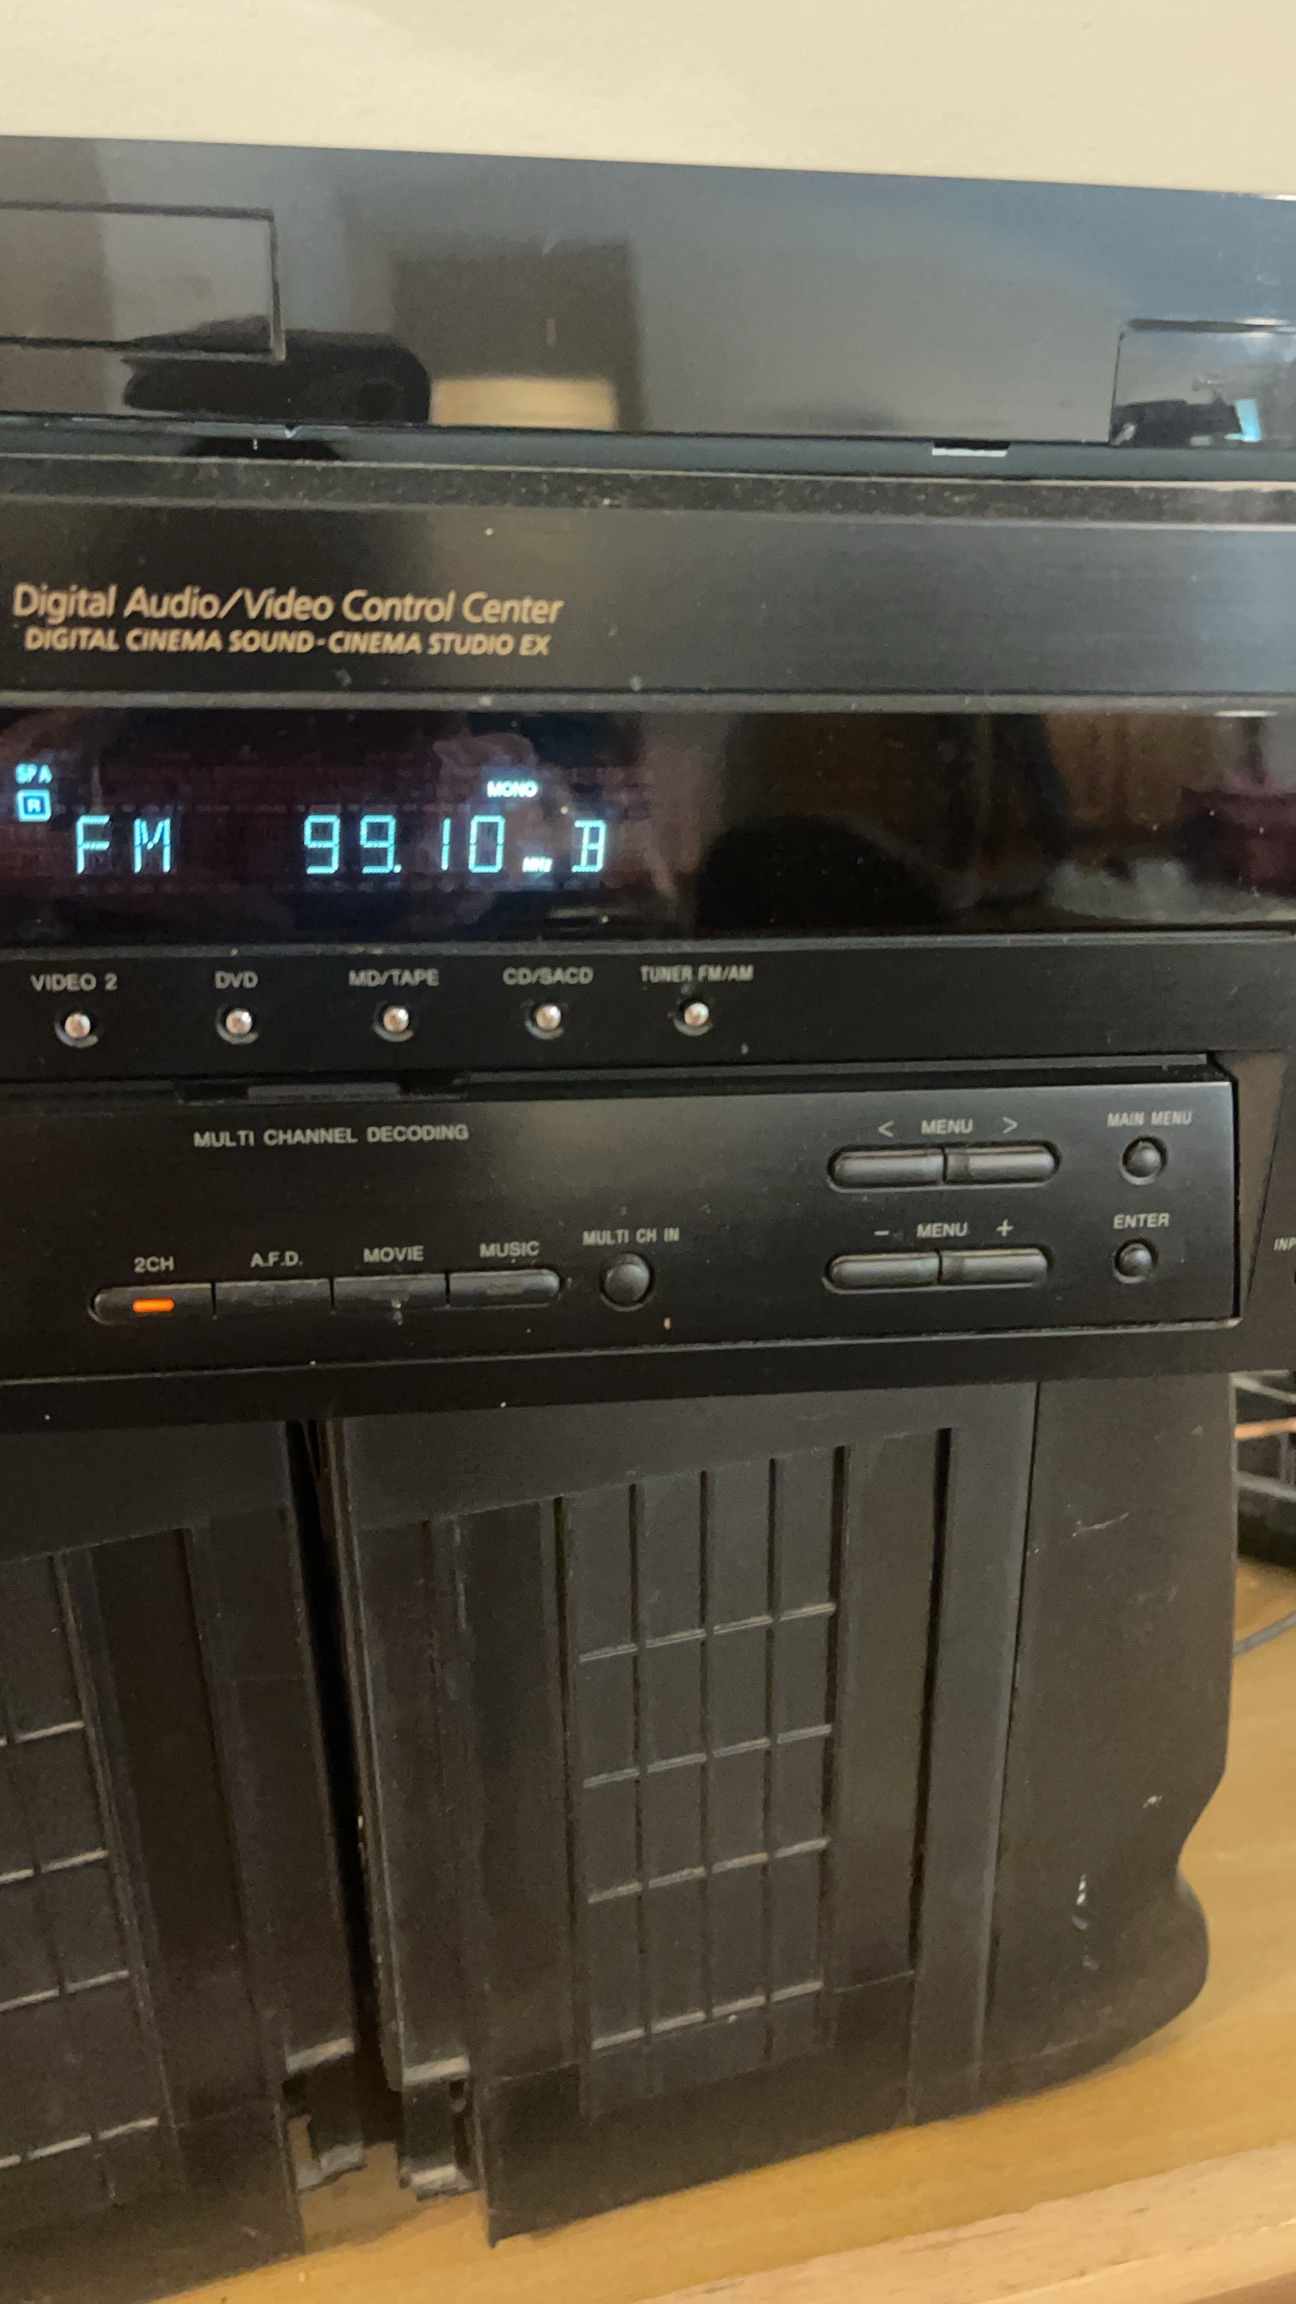 Digital Audio/Video Control Center
DIGITAL CINEMA SOUND-CINEMA STUDIO EX
SP A
MONO
R
FM 99.10 MHz B
VIDEO 2 DVD MD/TAPE CD/SACD TUNER FM/AM
MULTI CHANNEL DECODING
< MENU > MAIN MENU
2CH A.F.D. MOVIE MUSIC MULTI CH IN
- MENU + ENTER
INP